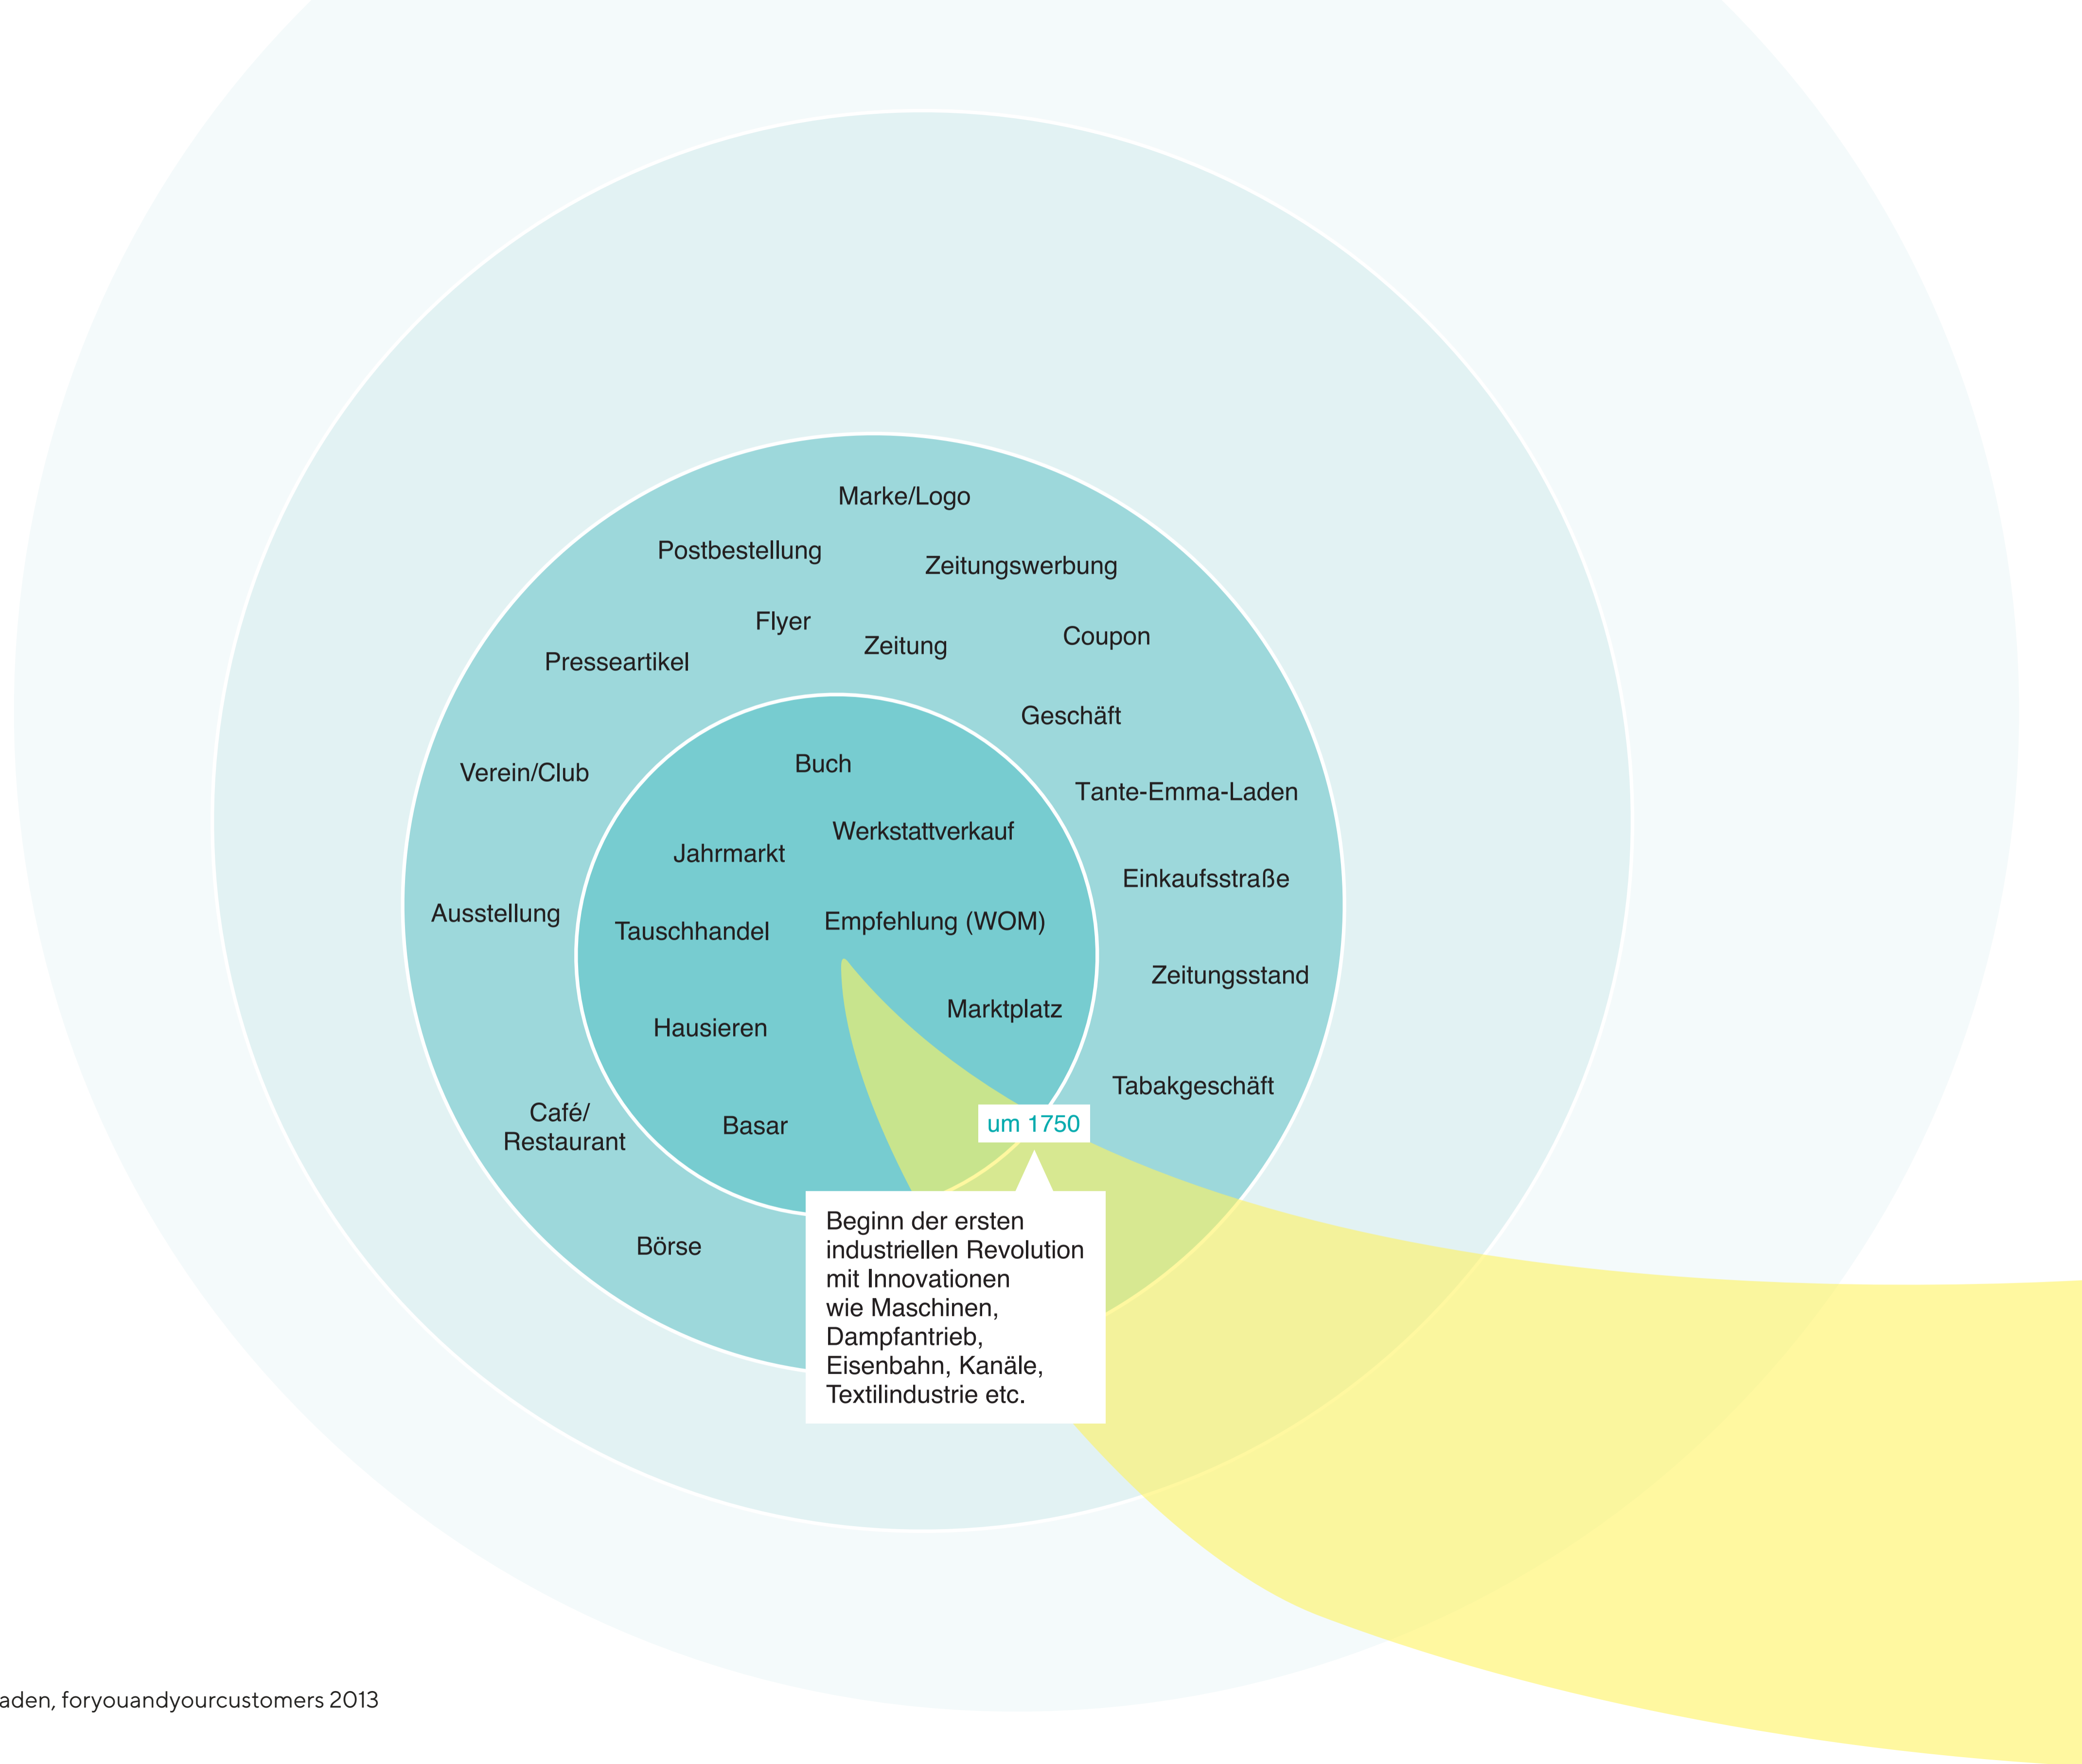 Marke/Logo
Postbestellung
Zeitungswerbung
Flyer
Zeitung
Coupon
Presseartikel
Geschäft
Verein/Club
Buch
Tante-Emma-Laden
Werkstattverkauf
Jahrmarkt
Einkaufsstraße
Ausstellung
Tauschhandel
Empfehlung (WOM)
Zeitungsstand
Marktplatz
Hausieren
Tabakgeschäft
Café/
Restaurant
Basar
um 1750
Börse
Beginn der ersten
industriellen Revolution
mit Innovationen
wie Maschinen,
Dampfantrieb,
Eisenbahn, Kanäle,
Textilindustrie etc.
aden, foryouandyourcustomers 2013